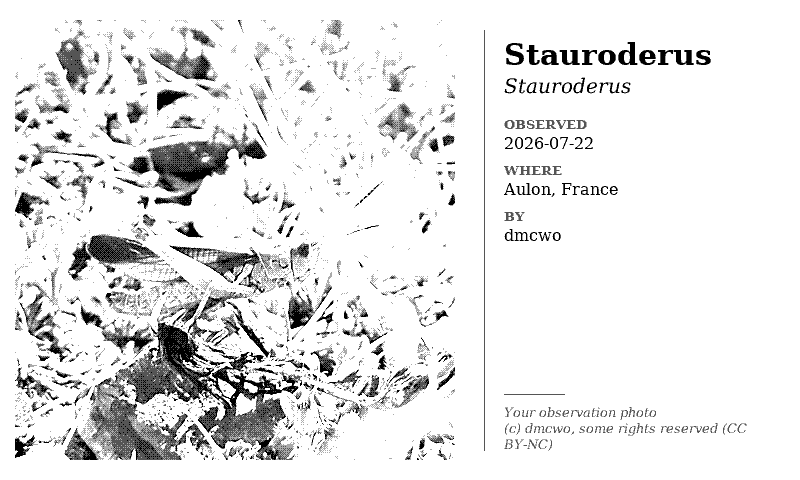 Stauroderus
Stauroderus
OBSERVED
2026-07-22
WHERE
Aulon, France
BY
dmcwo
Your observation photo
(c) dmcwo, some rights reserved (CC
BY-NC)